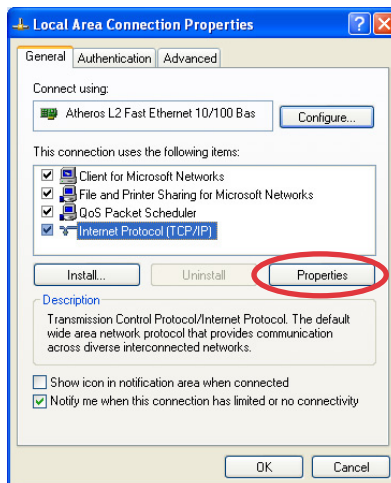 Local Area Connection Properties
General
Authentication
Advanced
Connect using:
Atheros L2 Fast Ethernet 10/100 Bas
Configure...
This connection uses the following items:
Client for Microsoft Networks
File and Printer Sharing for Microsoft Networks
QoS Packet Scheduler
Internet Protocol (TCP/IP)
Install...
Uninstall
Properties
Description
Transmission Control Protocol/Internet Protocol. The default
wide area network protocol that provides communication
across diverse interconnected networks.
Show icon in notification area when connected
Notify me when this connection has limited or no connectivity
OK
Cancel